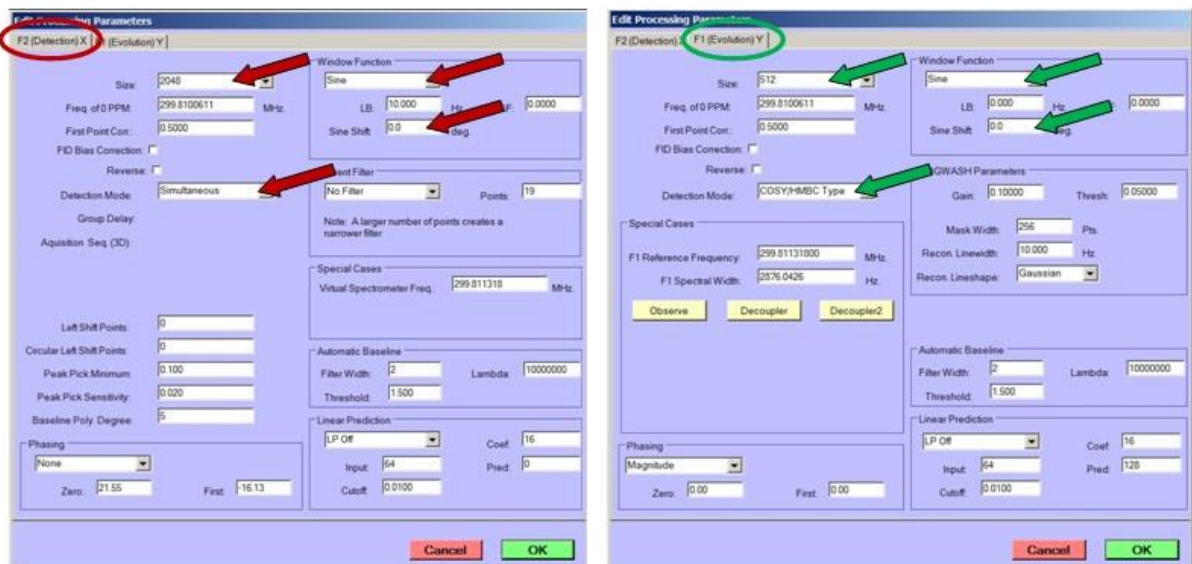 Edit Processing Parameters
F2 (Detection) X
(Evolution) Y
Size: 2048
Freq. of 0 PPM: 299.8100611 MHz.
First Point Corr.: 0.5000
FID Bias Correction:
Reverse:
Detection Mode: Simultaneous
Group Delay:
Aquisition Seq. (3D):
Left Shift Points: 0
Circular Left Shift Points: 0
Peak Pick Minimum: 0.100
Peak Pick Sensitivity: 0.020
Baseline Poly. Degree: 5
Phasing
None
Zero: 21.55 First: -16.13
Window Function
Sine
LB: 10.000 Hz. 0.0000
Sine Shift: 0.0 deg.
Filter
No Filter Points: 19
Note: A larger number of points creates a
narrower filter
Special Cases
Virtual Spectrometer Freq.: 299.811318 MHz.
Automatic Baseline
Filter Width: 2 Lambda: 10000000
Threshold: 1.500
Linear Prediction
LP Off Coef: 16
Input: 64 Pred: 0
Cutoff: 0.0100
Cancel OK
Edit Processing Parameters
F2 (Detection)
F1 (Evolution) Y
Size: 512
Freq. of 0 PPM: 299.8100611 MHz.
First Point Corr.: 0.5000
FID Bias Correction:
Reverse:
Detection Mode: COSY/HMBC Type
Special Cases
F1 Reference Frequency: 299.81131800 MHz.
F1 Spectral Width: 2876.0426 Hz.
Observe Decoupler Decoupler2
Phasing
Magnitude
Zero: 0.00 First: 0.00
Window Function
Sine
LB: 0.000 Hz. 0.0000
Sine Shift: 0.0 deg.
GWASH Parameters
Gain: 0.10000 Thresh: 0.05000
Mask Width: 256 Pts.
Recon. Linewidth: 10.000 Hz.
Recon. Lineshape: Gaussian
Automatic Baseline
Filter Width: 2 Lambda: 10000000
Threshold: 1.500
Linear Prediction
LP Off Coef: 16
Input: 64 Pred: 128
Cutoff: 0.0100
Cancel OK